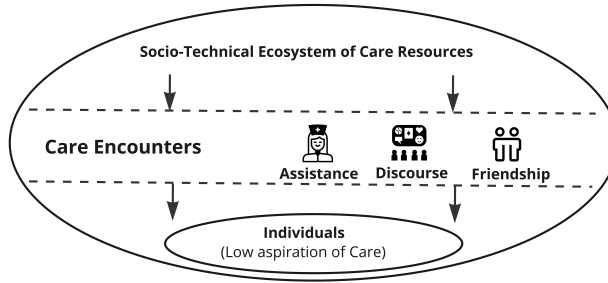 Socio-Technical Ecosystem of Care Resources
Care Encounters
Assistance
Discourse
Friendship
Individuals
(Low aspiration of Care)